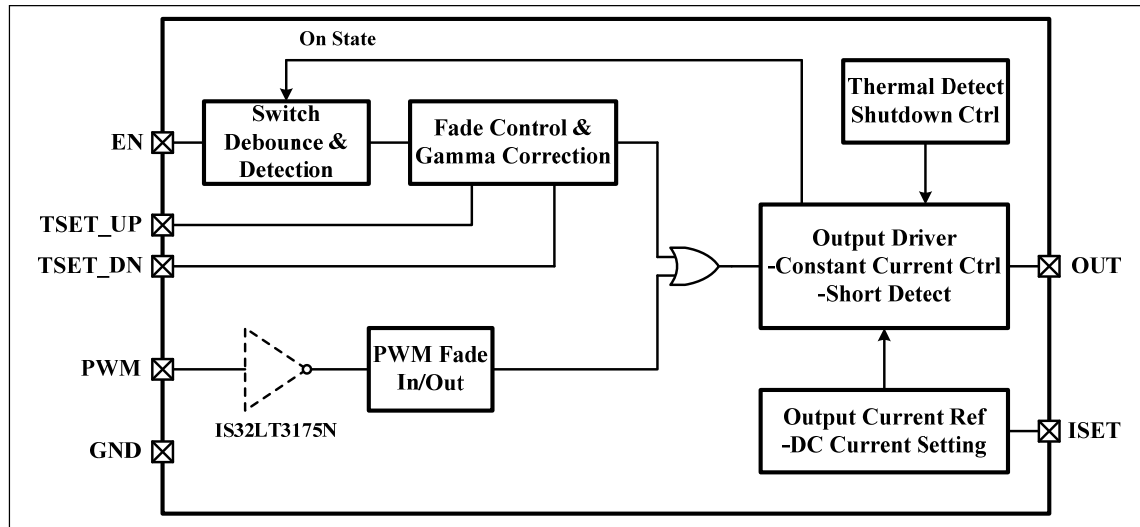 On State
Thermal Detect
Shutdown Ctrl
EN
Switch
Debounce &
Detection
Fade Control &
Gamma Correction
TSET_UP
TSET_DN
Output Driver
-Constant Current Ctrl
-Short Detect
OUT
PWM
PWM Fade
In/Out
IS32LT3175N
GND
Output Current Ref
-DC Current Setting
ISET